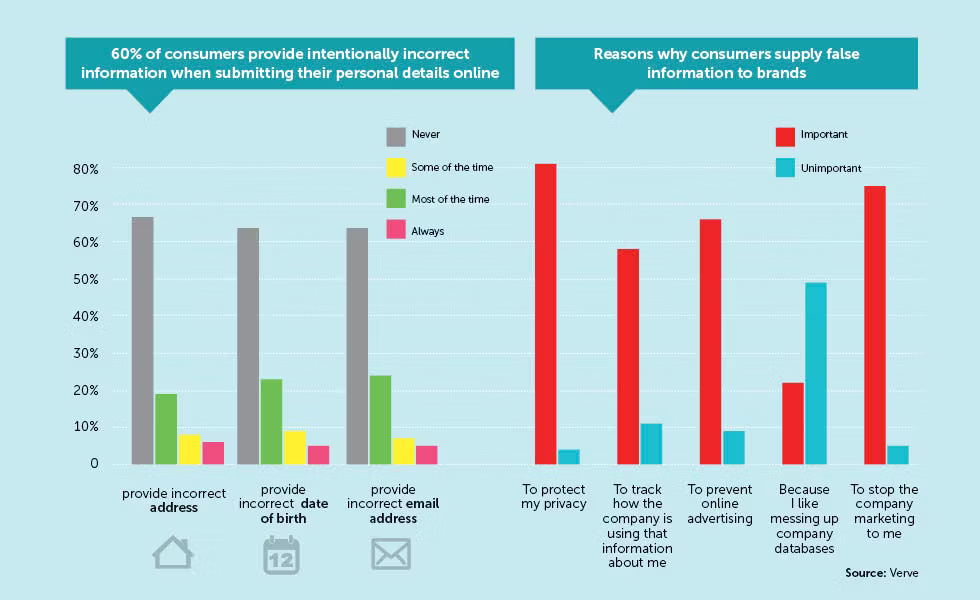 60% of consumers provide intentionally incorrect
information when submitting their personal details online
Reasons why consumers supply false
information to brands
Never
Some of the time
Most of the time
Always
Important
Unimportant
80%
70%
60%
50%
40%
30%
20%
10%
0
provide incorrect
address
provide
incorrect date
of birth
provide
incorrect email
address
12
To protect
my privacy
To track
how the
company is
using that
information
about me
To prevent
online
advertising
Because
I like
messing up
company
databases
To stop the
company
marketing
to me
Source: Verve